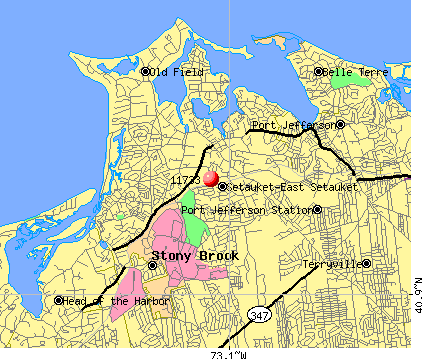 Old Field
Belle Terre
Port Jefferson
11733
Setauket-East Setauket
Port Jefferson Station
Stony Brook
Terryville
Head of the Harbor
347
40.9°N
73.1°W